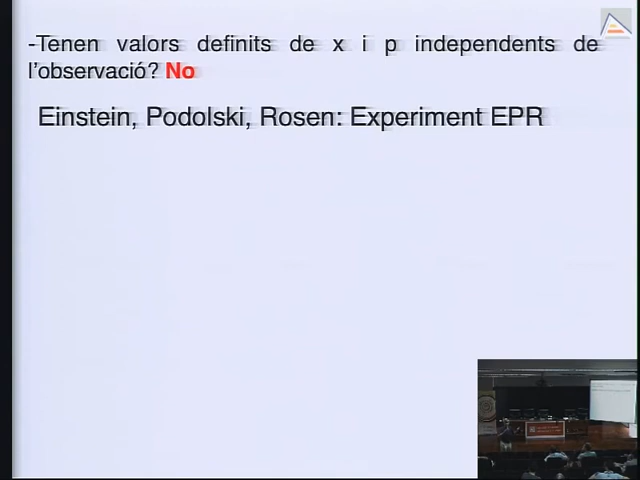 -Tenen valors definits de x i p independents de
l'observació? No
Einstein, Podolski, Rosen: Experiment EPR